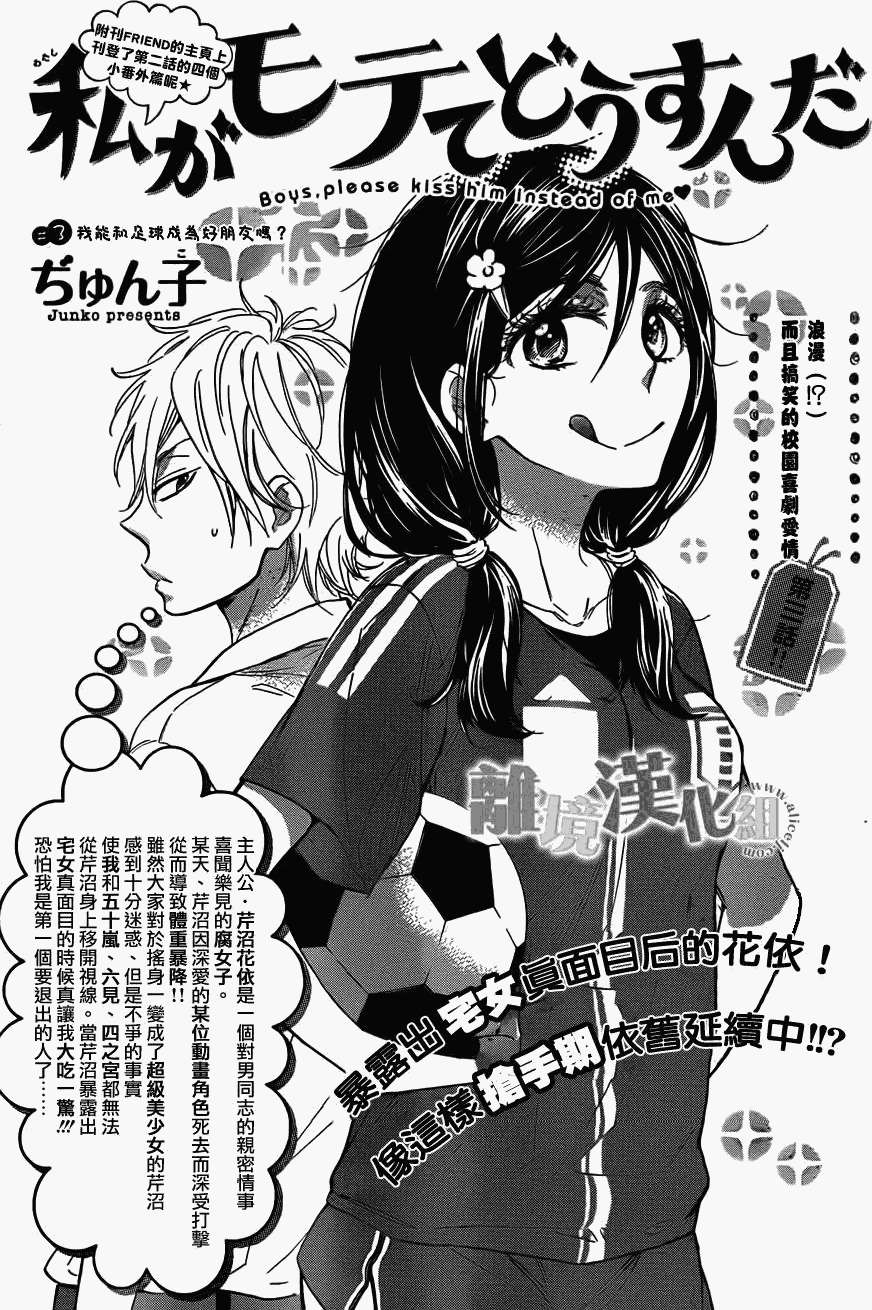 附刊FRIEND的主頁上
刊登了第二話的四個
小番外篇呢★
わたし
私がモテてどうすんだ
Boys,please kiss him instead of me♥
我能和足球成為好朋友嗎？
こ
ぢゅん子
Junko presents
浪漫（!?）
而且搞笑的校園喜劇愛情
第三話!!
離境漢化組
主人公·芹沼花依是一個對男同志的親密情事
喜聞樂見的腐女子。
某天、芹沼因深愛的某位動畫角色死去而深受打擊
從而導致體重暴降!!
雖然大家對於搖身一變成了超級美少女的芹沼
感到十分迷惑、但是不爭的事實
使我和五十嵐、六見、四之宮都無法
從芹沼身上移開視線。當芹沼暴露出
宅女真面目的時候真讓我大吃一驚!!!
恐怕我是第一個要退出的人了……
暴露出宅女真面目后的花依！
像這樣搶手期依舊延續中!!?